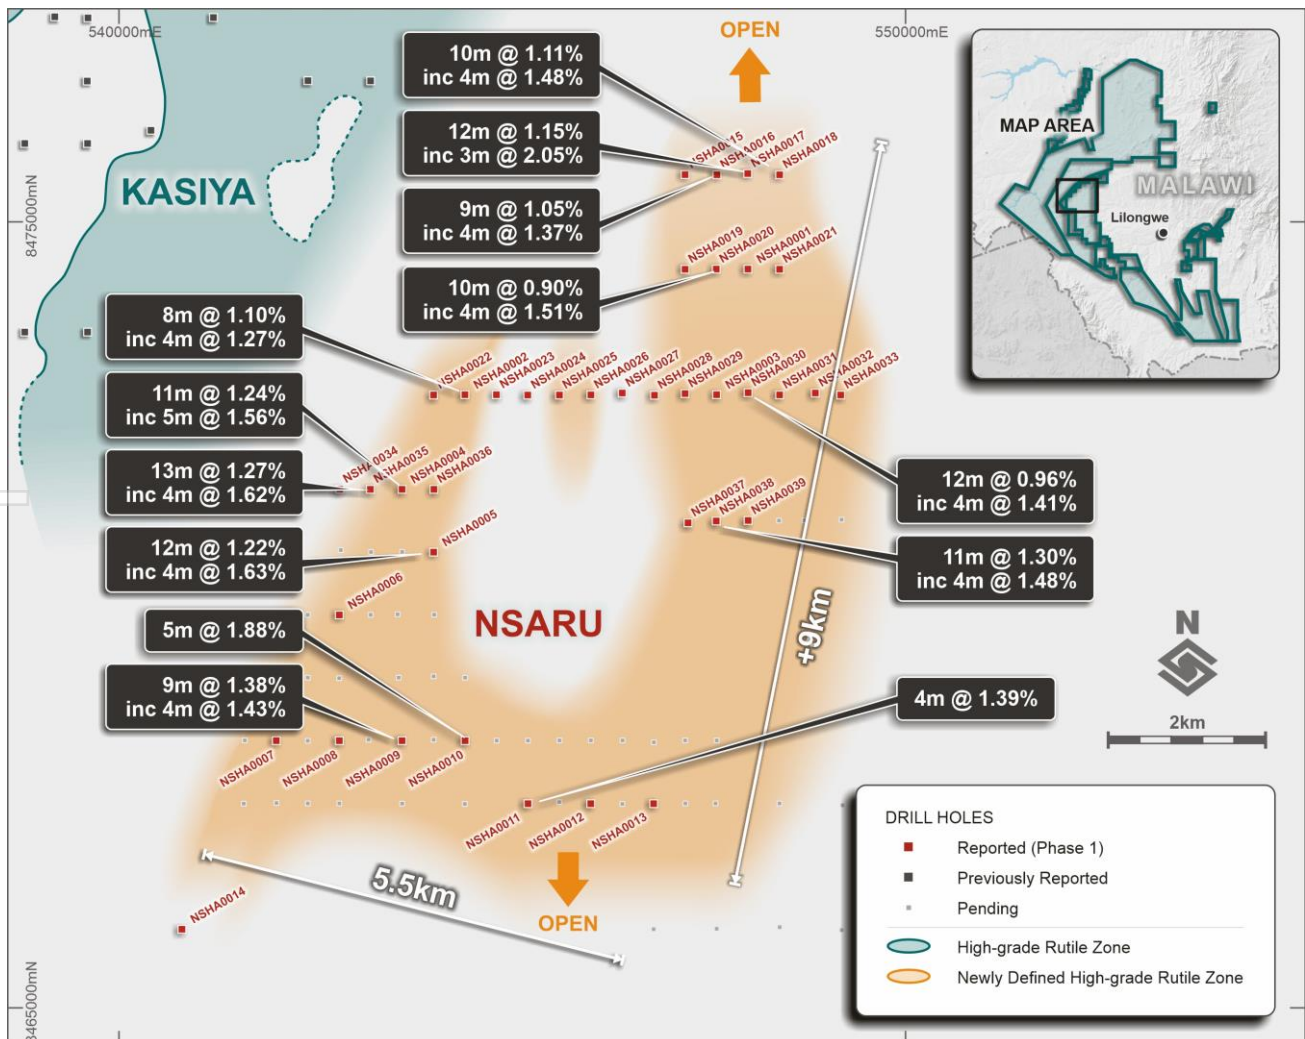 540000mE
550000mE
8475000mN
8465000mN
OPEN
KASIYA
10m @ 1.11%
inc 4m @ 1.48%
12m @ 1.15%
inc 3m @ 2.05%
9m @ 1.05%
inc 4m @ 1.37%
10m @ 0.90%
inc 4m @ 1.51%
8m @ 1.10%
inc 4m @ 1.27%
11m @ 1.24%
inc 5m @ 1.56%
13m @ 1.27%
inc 4m @ 1.62%
12m @ 1.22%
inc 4m @ 1.63%
5m @ 1.88%
9m @ 1.38%
inc 4m @ 1.43%
12m @ 0.96%
inc 4m @ 1.41%
11m @ 1.30%
inc 4m @ 1.48%
4m @ 1.39%
NSHA0015
NSHA0016
NSHA0017
NSHA0018
NSHA0019
NSHA0020
NSHA0001
NSHA0021
NSHA0022
NSHA0002
NSHA0023
NSHA0024
NSHA0025
NSHA0026
NSHA0027
NSHA0028
NSHA0029
NSHA0003
NSHA0030
NSHA0031
NSHA0032
NSHA0033
NSHA0034
NSHA0035
NSHA0004
NSHA0036
NSHA0037
NSHA0038
NSHA0039
NSHA0005
NSHA0006
NSARU
NSHA0007
NSHA0008
NSHA0009
NSHA0010
NSHA0011
NSHA0012
NSHA0013
NSHA0014
+9km
5.5km
OPEN
MAP AREA
MALAWI
Lilongwe
N
2km
DRILL HOLES
Reported (Phase 1)
Previously Reported
Pending
High-grade Rutile Zone
Newly Defined High-grade Rutile Zone